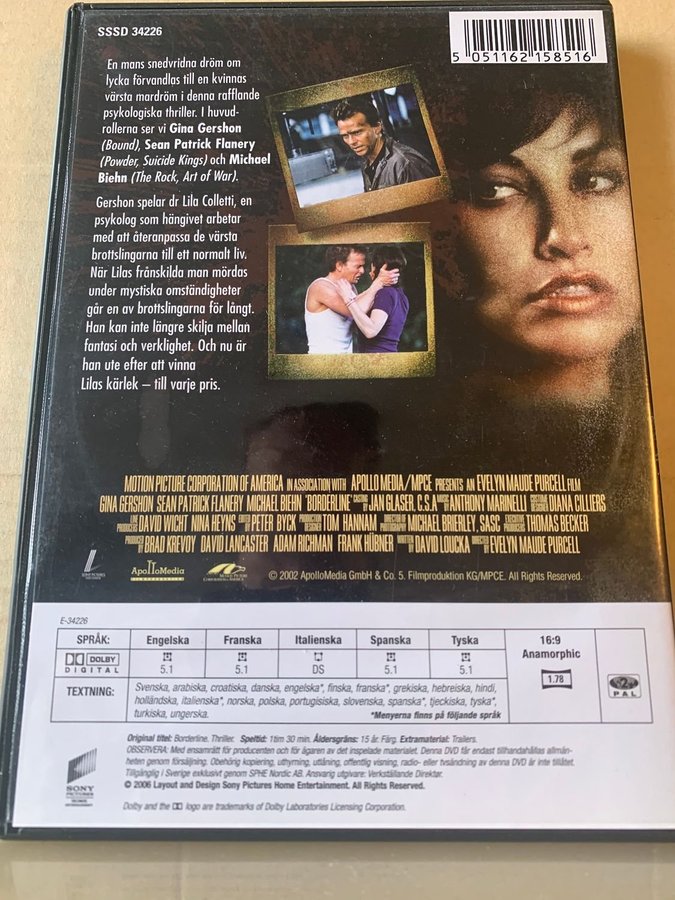 SSSD 34226
5 051162 158516
En mans snedvridna dröm om
lycka förvandlas till en kvinnas
värsta mardröm i denna rafflande
psykologiska thriller. I huvud-
rollerna ser vi Gina Gershon
(Bound), Sean Patrick Flanery
(Powder, Suicide Kings) och Michael
Biehn (The Rock, Art of War).
Gershon spelar dr Lila Colletti, en
psykolog som hängivet arbetar
med att återanpassa de värsta
brottslingarna till ett normalt liv.
När Lilas frånskilda man mördas
under mystiska omständigheter
går en av brottslingarna för långt.
Han kan inte längre skilja mellan
fantasi och verklighet. Och nu är
han ute efter att vinna
Lilas kärlek – till varje pris.
MOTION PICTURE CORPORATION OF AMERICA IN ASSOCIATION WITH APOLLOMEDIA/MPCE PRESENTS AN EVELYN MAUDE PURCELL FILM
GINA GERSHON SEAN PATRICK FLANERY MICHAEL BIEHN "BORDERLINE" CASTING BY JAN GLASER, C.S.A. MUSIC BY ANTHONY MARINELLI COSTUME DESIGNER DIANA CILLIERS
LINE PRODUCERS DAVID WICHT NINA HEYNS EDITED BY PETER BYCK PRODUCTION DESIGNER TOM HANNAM DIRECTOR OF PHOTOGRAPHY MICHAEL BRIERLEY, SASC EXECUTIVE PRODUCER THOMAS BECKER
PRODUCED BY BRAD KREVOY DAVID LANCASTER ADAM RICHMAN FRANK HÜBNER WRITTEN BY DAVID LOUCKA DIRECTED BY EVELYN MAUDE PURCELL
ApolloMedia
MOTION PICTURE CORPORATION OF AMERICA
© 2002 ApolloMedia GmbH & Co. 5. Filmproduktion KG/MPCE. All Rights Reserved.
E-34226
SPRÅK: Engelska Franska Italienska Spanska Tyska 16:9 Anamorphic
DOLBY DIGITAL 5.1 5.1 DS 5.1 5.1 1.78 2 PAL
TEXTNING: Svenska, arabiska, croatiska, danska, engelska*, finska, franska*, grekiska, hebreiska, hindi,
holländska, italienska*, norska, polska, portugisiska, slovenska, spanska*, tjeckiska, tyska*,
turkiska, ungerska. *Menyerna finns på följande språk
Original titel: Borderline. Thriller. Speltid: 1tim 30 min. Åldersgräns: 15 år. Färg. Extramaterial: Trailers.
OBSERVERA: Med ensamrätt för producenten och för ägaren av det inspelade materialet. Denna DVD får endast tillhandahållas allmän-
heten genom försäljning. Obehörig kopiering, uthyrning, utlåning, offentlig visning, radio- eller tvsändning av denna DVD är inte tillåtet.
Tillgänglig i Sverige exklusivt genom SPHE Nordic AB. Ansvarig utgivare: Verkställande Direktør.
© 2006 Layout and Design Sony Pictures Home Entertainment. All Rights Reserved.
SONY
PICTURES
Dolby and the DD logo are trademarks of Dolby Laboratories Licensing Corporation.